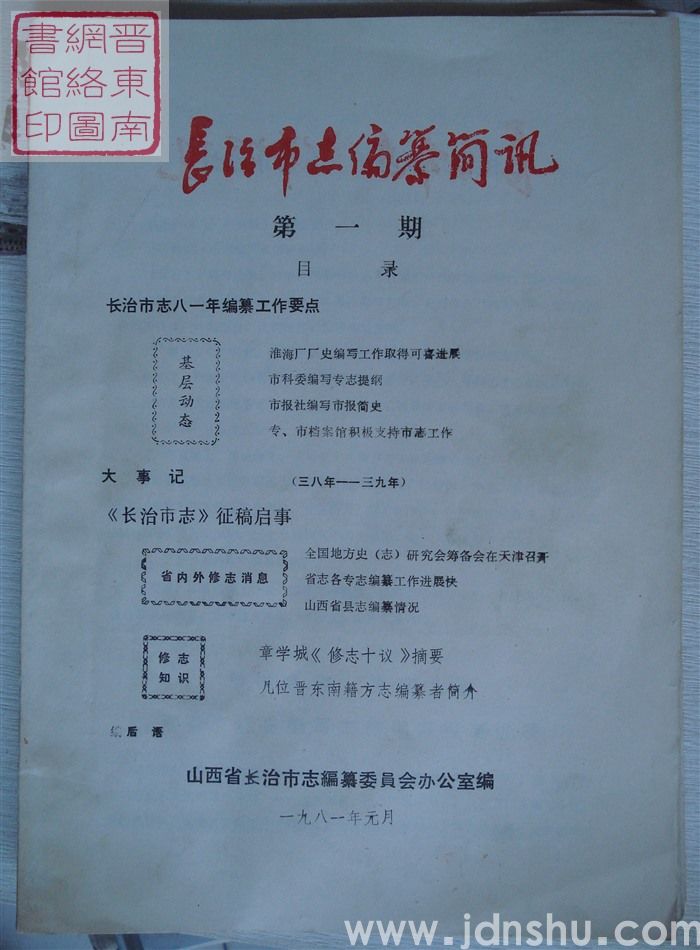 晋東南
網絡圖
書館印
長治市志编纂简訊
第一期
目录
长治市志八一年编纂工作要点
基层动态
淮海厂厂史编写工作取得可喜进展
市科委编写专志提纲
市报社编写市报简史
专、市档案馆积极支持市志工作
大事记 (三八年——三九年)
《长治市志》征稿启事
省内外修志消息
全国地方史（志）研究会筹备会在天津召开
省志各专志编纂工作进展快
山西省县志编纂情况
修志
知识
章学城《修志十议》摘要
几位晋东南籍方志编纂者简介
后语
山西省长治市志編纂委員会办公室编
一九八一年元月
www.jdnshu.com